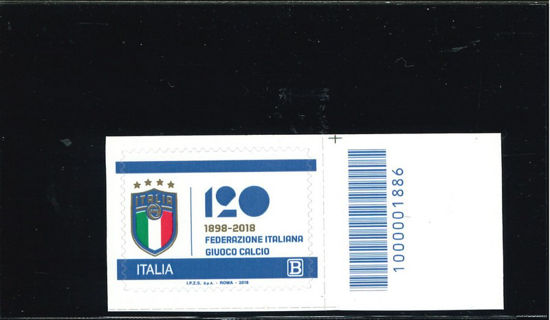 ITALIA
120
1898-2018
FEDERAZIONE ITALIANA
GIUOCO CALCIO
ITALIA
B
I.P.Z.S. S.p.A. - ROMA - 2018
1000001886